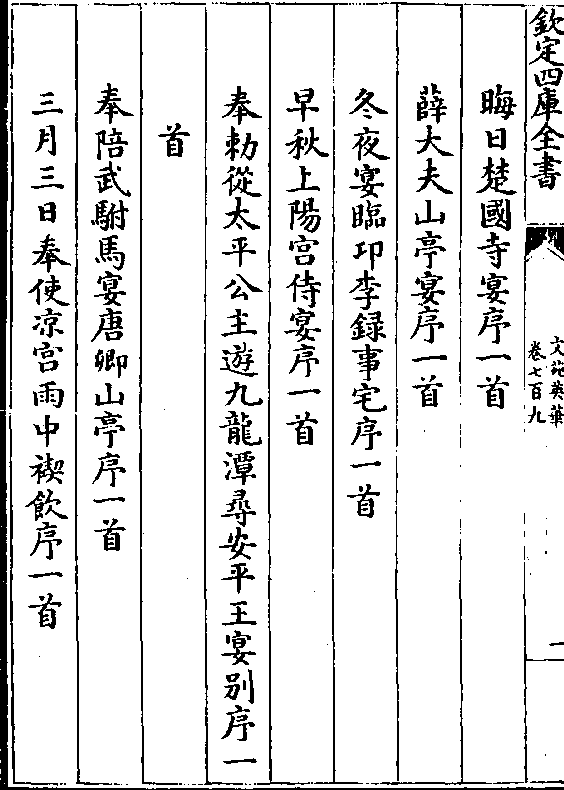 欽定四庫全書
文苑英華
卷七百九
一
晦日楚國寺宴序一首
薛大夫山亭宴序一首
冬夜宴臨卭李録事宅序一首
早秋上陽宫侍宴序一首
奉勅從太平公主遊九龍潭尋安平王宴别序一
首
奉陪武駙馬宴唐卿山亭序一首
三月三日奉使凉宫雨中禊飲序一首